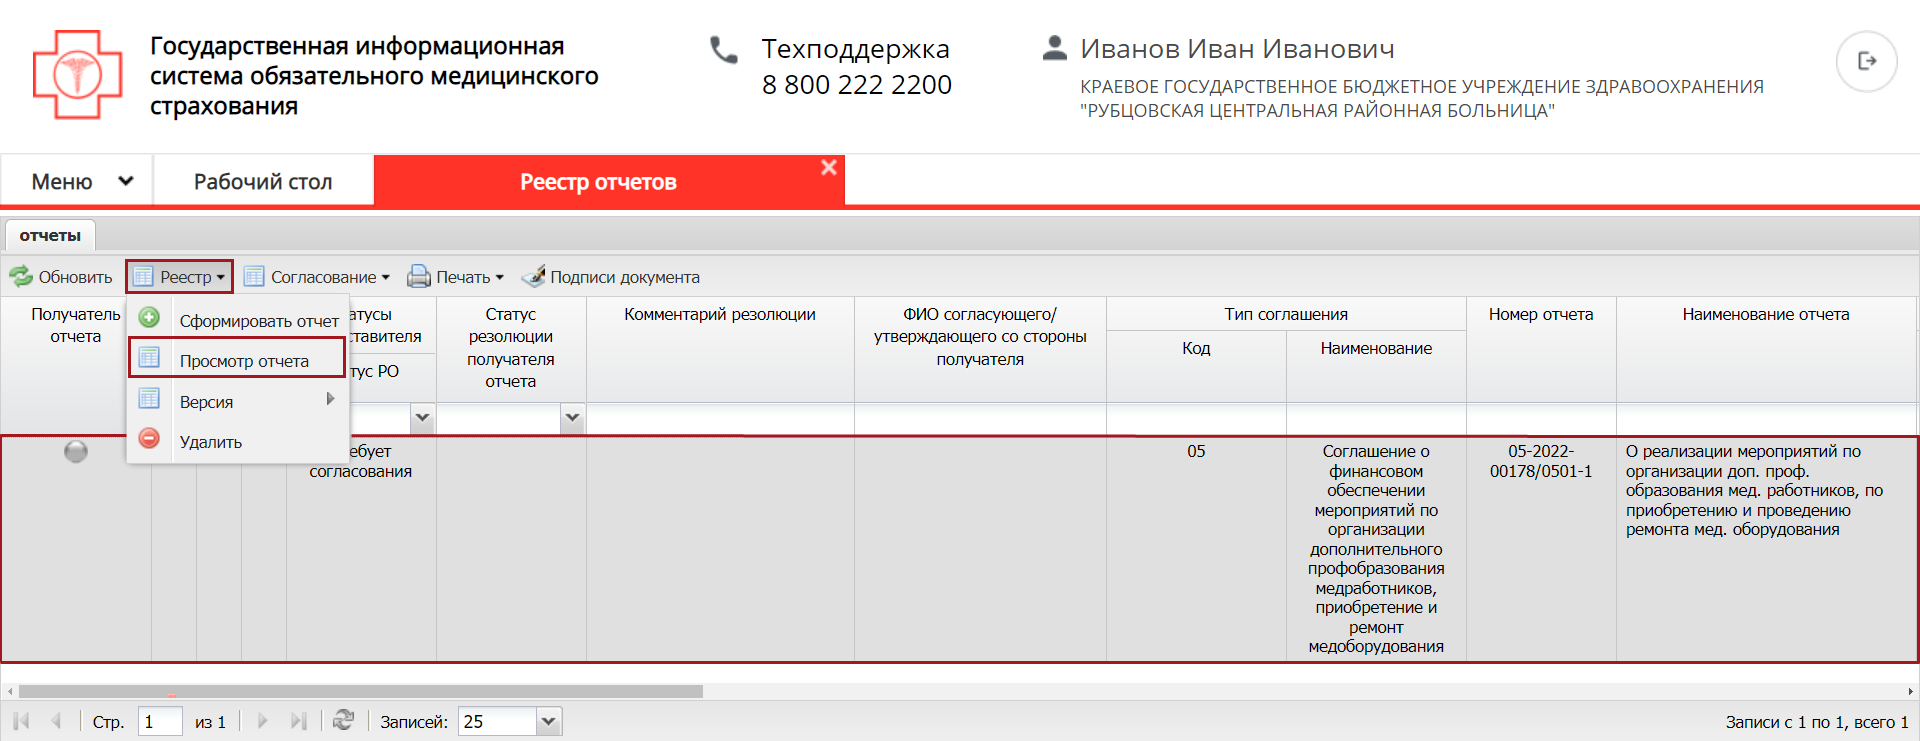 Государственная информационная
система обязательного медицинского
страхования
Техподдержка
8 800 222 2200
Иванов Иван Иванович
КРАЕВОЕ ГОСУДАРСТВЕННОЕ БЮДЖЕТНОЕ УЧРЕЖДЕНИЕ ЗДРАВООХРАНЕНИЯ
"РУБЦОВСКАЯ ЦЕНТРАЛЬНАЯ РАЙОННАЯ БОЛЬНИЦА"
Меню
Рабочий стол
Реестр отчетов
отчеты
Обновить
Реестр
Согласование
Печать
Подписи документа
Сформировать отчет
Просмотр отчета
Версия
Удалить
Получатель
отчета
атусы
ставителя
тус РО
Статус
резолюции
получателя
отчета
Комментарий резолюции
ФИО согласующего/
утверждающего со стороны
получателя
Тип соглашения
Код
Наименование
Номер отчета
Наименование отчета
ебует
согласования
05
Соглашение о
финансовом
обеспечении
мероприятий по
организации
дополнительного
профобразования
медработников,
приобретение и
ремонт
медоборудования
05-2022-
00178/0501-1
О реализации мероприятий по
организации доп. проф.
образования мед. работников, по
приобретению и проведению
ремонта мед. оборудования
Стр.
1
из 1
Записей:
25
Записи с 1 по 1, всего 1